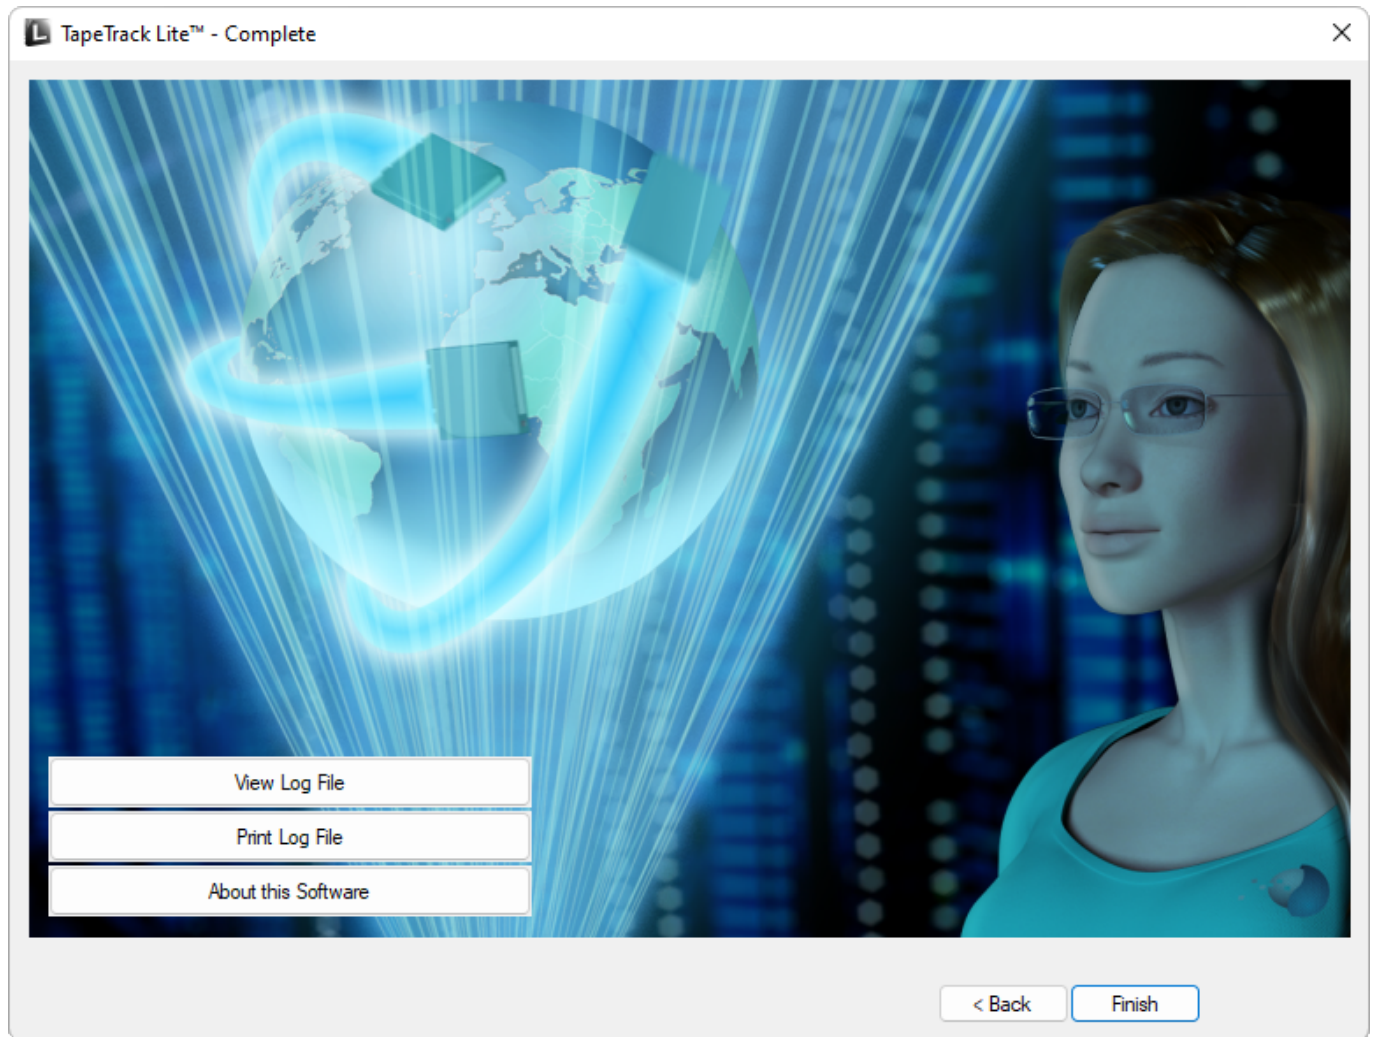 TapeTrack Lite™ - Complete
View Log File
Print Log File
About this Software
< Back
Finish